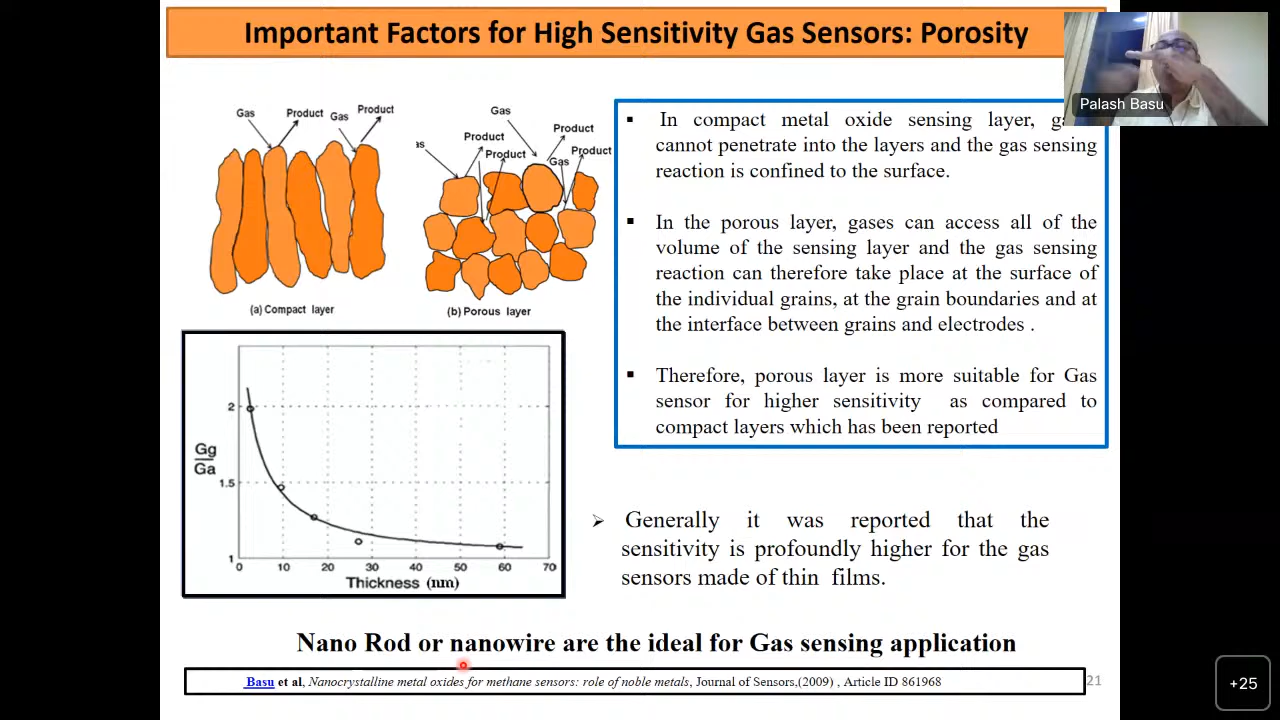 Important Factors for High Sensitivity Gas Sensors: Porosity
Palash Basu
Gas Product Gas Product
(a) Compact layer
Gas
Product
Product
Product
Gas
Product
(b) Porous layer
▪ In compact metal oxide sensing layer,
cannot penetrate into the layers and the gas sensing
reaction is confined to the surface.
▪ In the porous layer, gases can access all of the
volume of the sensing layer and the gas sensing
reaction can therefore take place at the surface of
the individual grains, at the grain boundaries and at
the interface between grains and electrodes .
▪ Therefore, porous layer is more suitable for Gas
sensor for higher sensitivity as compared to
compact layers which has been reported
2
1.5
1
Gg
Ga
0 10 20 30 40 50 60 70
Thickness (nm)
➢ Generally it was reported that the
sensitivity is profoundly higher for the gas
sensors made of thin films.
Nano Rod or nanowire are the ideal for Gas sensing application
Basu et al, Nanocrystalline metal oxides for methane sensors: role of noble metals, Journal of Sensors,(2009) , Article ID 861968
21
+25